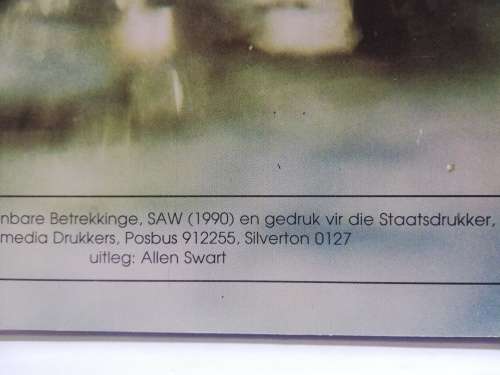 nbare Betrekkinge, SAW (1990) en gedruk vir die Staatsdrukker,
media Drukkers, Posbus 912255, Silverton 0127
uitleg: Allen Swart